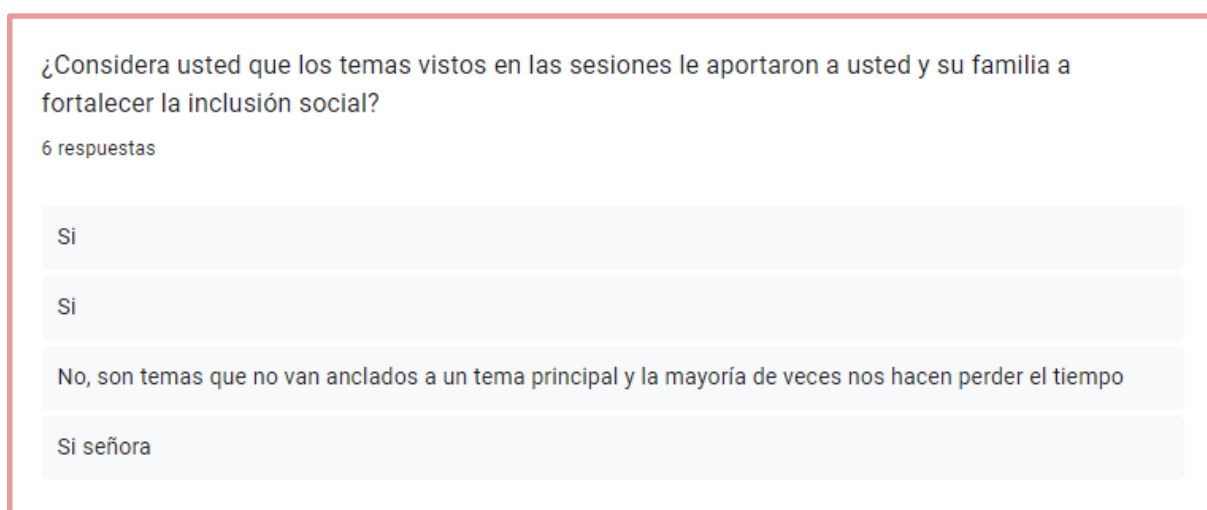 ¿Considera usted que los temas vistos en las sesiones le aportaron a usted y su familia a
fortalecer la inclusión social?
6 respuestas
Si
Si
No, son temas que no van anclados a un tema principal y la mayoría de veces nos hacen perder el tiempo
Si señora